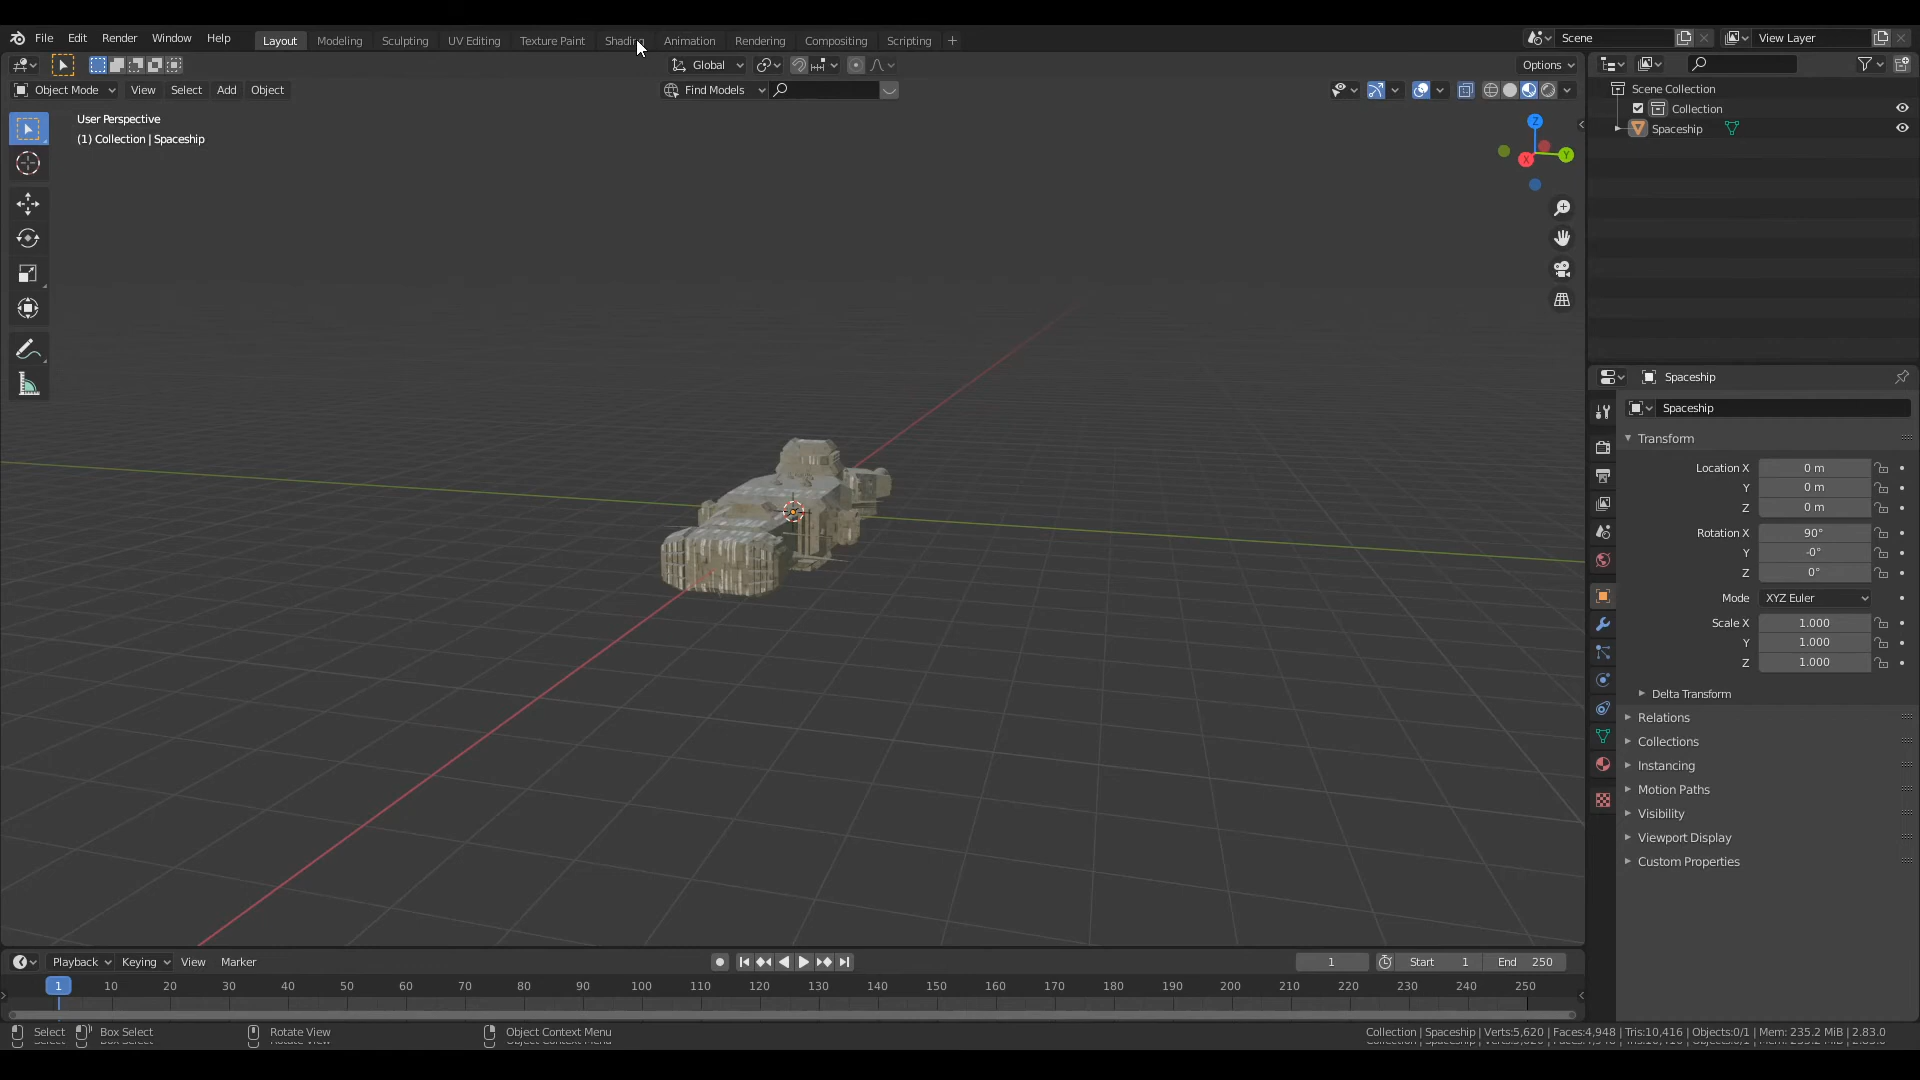 File Edit Render Window Help Layout Modeling Sculpting UV Editing Texture Paint Shading Animation Rendering Compositing Scripting + Scene View Layer
Global Options
Object Mode View Select Add Object Find Models
User Perspective
(1) Collection | Spaceship
Z
Y
X
Scene Collection
Collection
Spaceship
Spaceship
Spaceship
Transform
Location X 0 m
Y 0 m
Z 0 m
Rotation X 90°
Y -0°
Z 0°
Mode XYZ Euler
Scale X 1.000
Y 1.000
Z 1.000
Delta Transform
Relations
Collections
Instancing
Motion Paths
Visibility
Viewport Display
Custom Properties
Playback Keying View Marker 1 Start 1 End 250
1 10 20 30 40 50 60 70 80 90 100 110 120 130 140 150 160 170 180 190 200 210 220 230 240 250
Select Box Select Rotate View Object Context Menu Collection | Spaceship | Verts:5,620 | Faces:4,948 | Tris:10,416 | Objects:0/1 | Mem: 235.2 MiB | 2.83.0